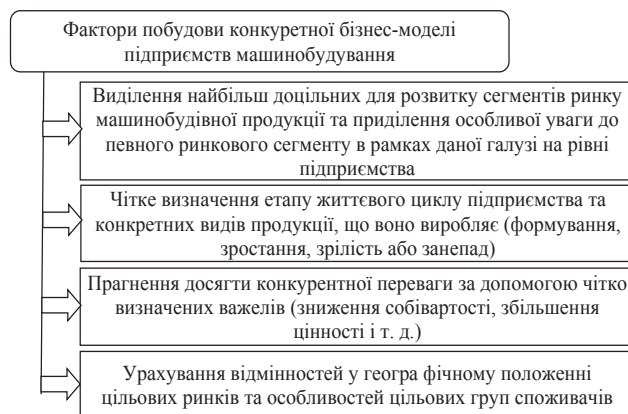 Фактори побудови конкуретної бізнес-моделі
підприємств машинобудування
Виділення найбільш доцільних для розвитку сегментів ринку
машинобудівної продукції та приділення особливої уваги до
певного ринкового сегменту в рамках даної галузі на рівні
підприємства
Чітке визначення етапу життєвого циклу підприємства та
конкретних видів продукції, що воно виробляє (формування,
зростання, зрілість або занепад)
Прагнення досягти конкурентної переваги за допомогою чітко
визначених важелів (зниження собівартості, збільшення
цінності і т. д.)
Урахування відмінностей у геогра фічному положенні
цільових ринків та особливостей цільових груп споживачів